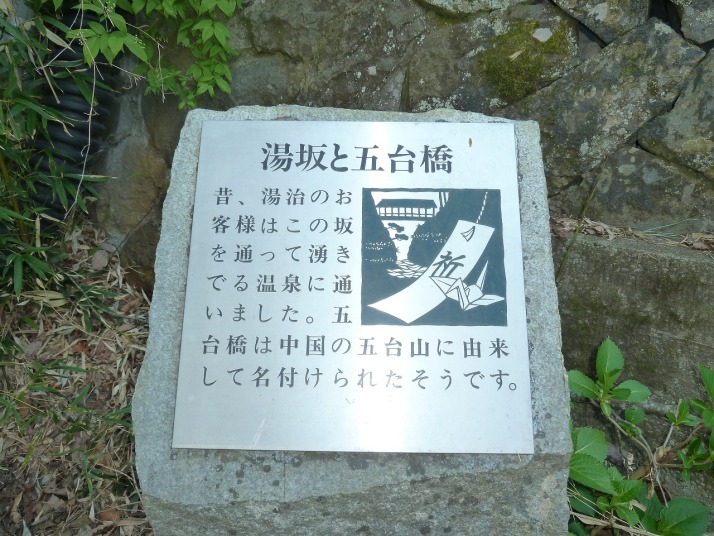 湯坂と五台橋
昔、湯治のお
客様はこの坂
を通って湧き
でる温泉に通
いました。五
台橋は中国の五台山に由来
して名付けられたそうです。
祈